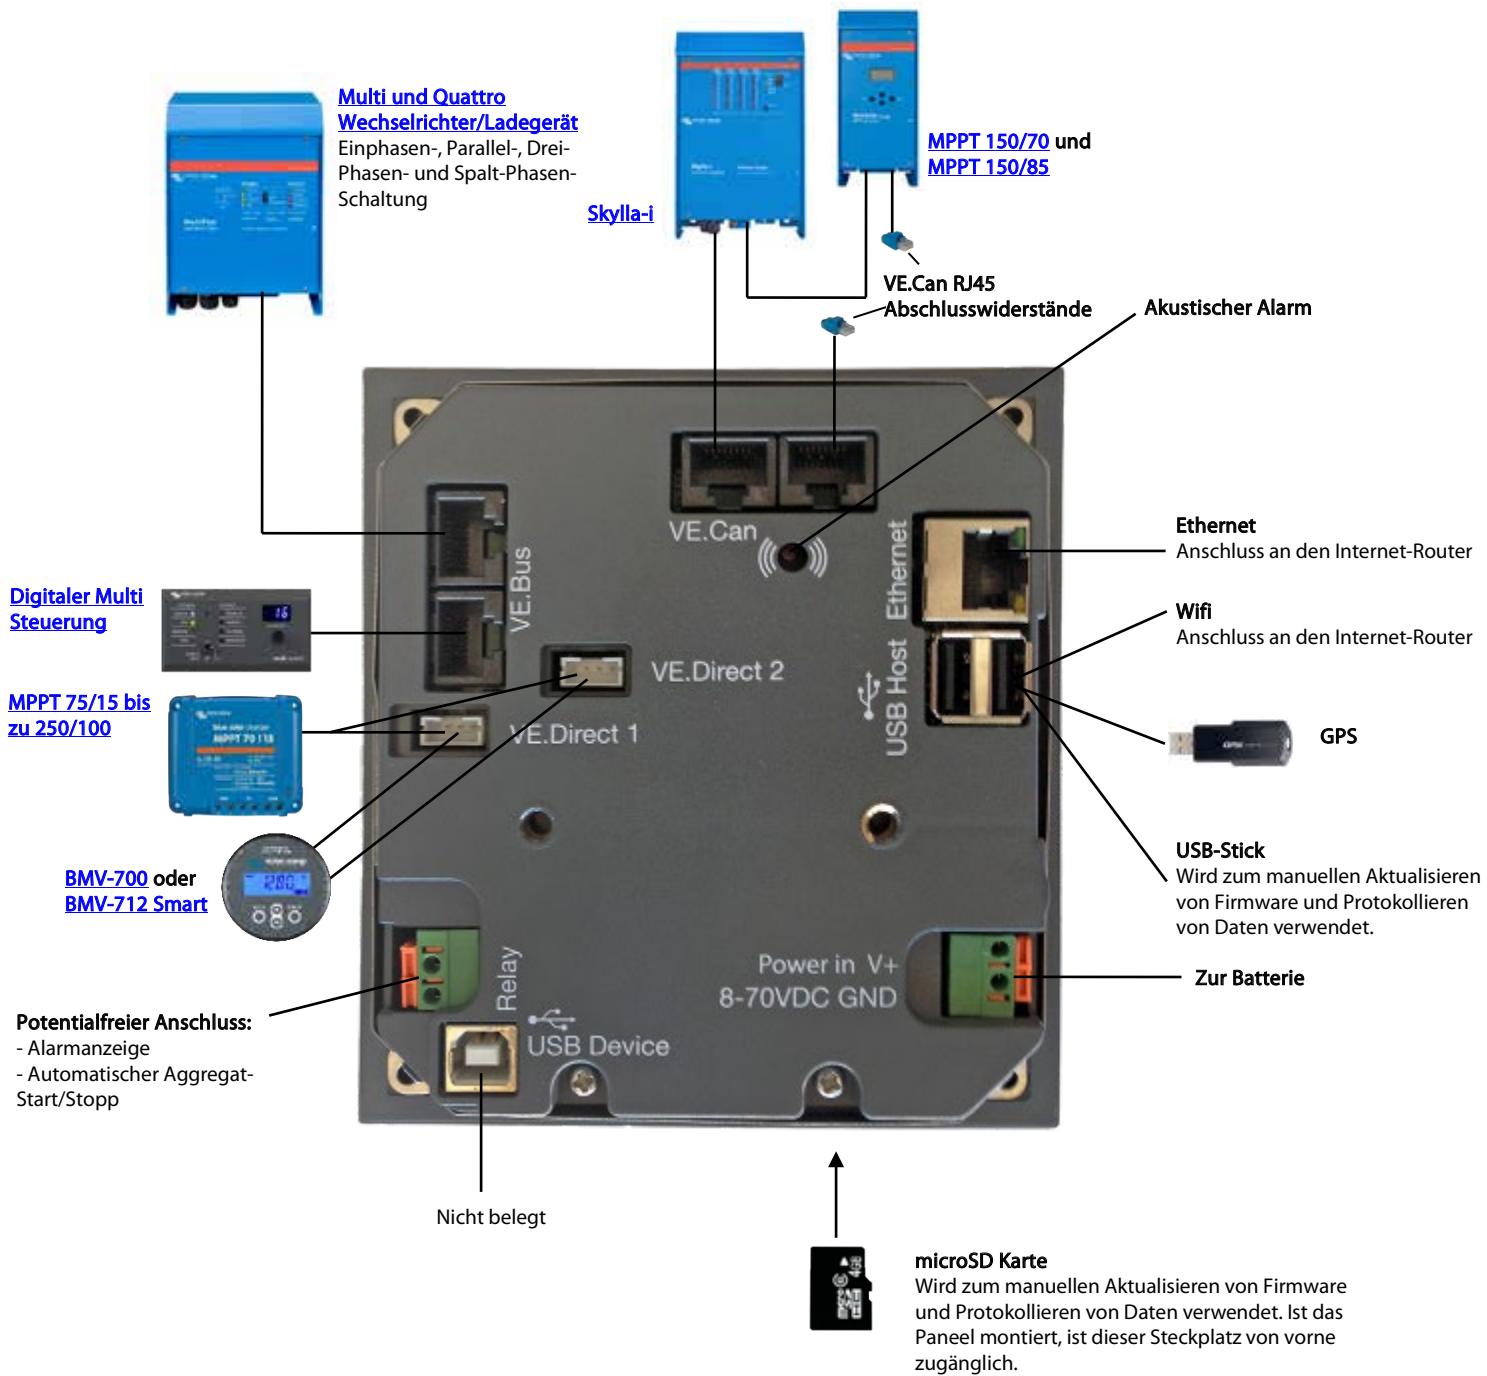 Multi und Quattro
Wechselrichter/Ladegerät
Einphasen-, Parallel-, Drei-
Phasen- und Spalt-Phasen-
Schaltung
Skylla-i
MPPT 150/70 und
MPPT 150/85
VE.Can RJ45
Abschlusswiderstände
Akustischer Alarm
VE.Can
Ethernet
Ethernet
Anschluss an den Internet-Router
VE.Bus
Digitaler Multi
Steuerung
16
Wifi
Anschluss an den Internet-Router
USB Host
VE.Direct 2
MPPT 75/15 bis
zu 250/100
MPPT 70 | 15
VE.Direct 1
GPS
USB-Stick
Wird zum manuellen Aktualisieren
von Firmware und Protokollieren
von Daten verwendet.
BMV-700 oder
BMV-712 Smart
Relay
Power in V+
8-70VDC GND
Zur Batterie
Potentialfreier Anschluss:
- Alarmanzeige
- Automatischer Aggregat-
Start/Stopp
USB Device
Nicht belegt
4GB
microSD Karte
Wird zum manuellen Aktualisieren von Firmware
und Protokollieren von Daten verwendet. Ist das
Paneel montiert, ist dieser Steckplatz von vorne
zugänglich.